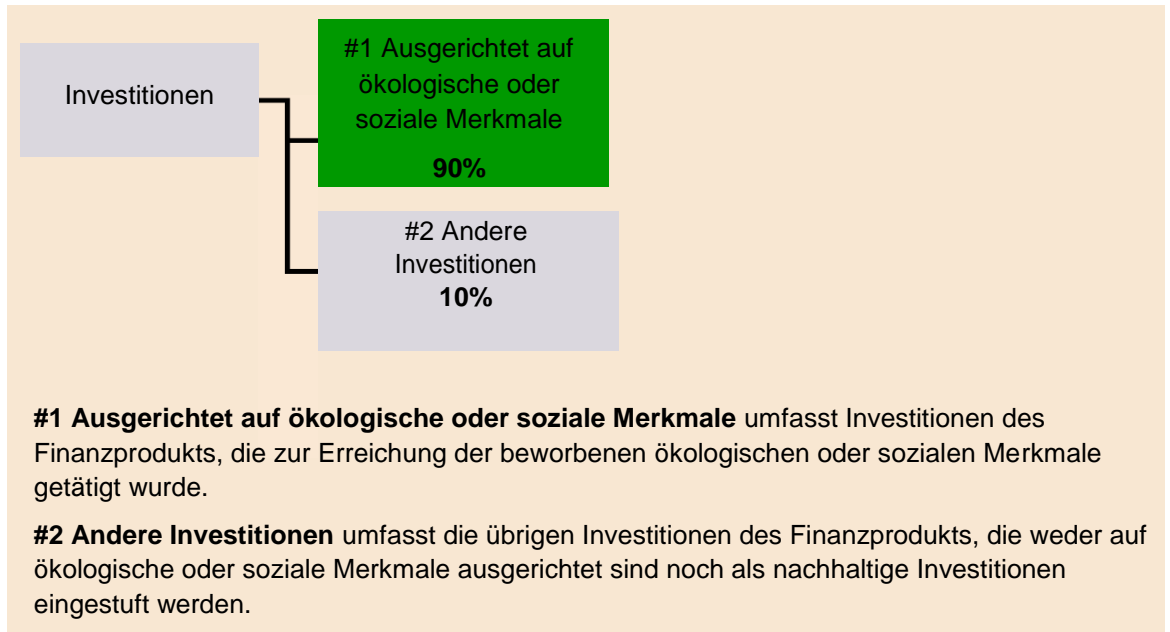 Investitionen
#1 Ausgerichtet auf
ökologische oder
soziale Merkmale
90%
#2 Andere
Investitionen
10%
#1 Ausgerichtet auf ökologische oder soziale Merkmale umfasst Investitionen des
Finanzprodukts, die zur Erreichung der beworbenen ökologischen oder sozialen Merkmale
getätigt wurde.
#2 Andere Investitionen umfasst die übrigen Investitionen des Finanzprodukts, die weder auf
ökologische oder soziale Merkmale ausgerichtet sind noch als nachhaltige Investitionen
eingestuft werden.